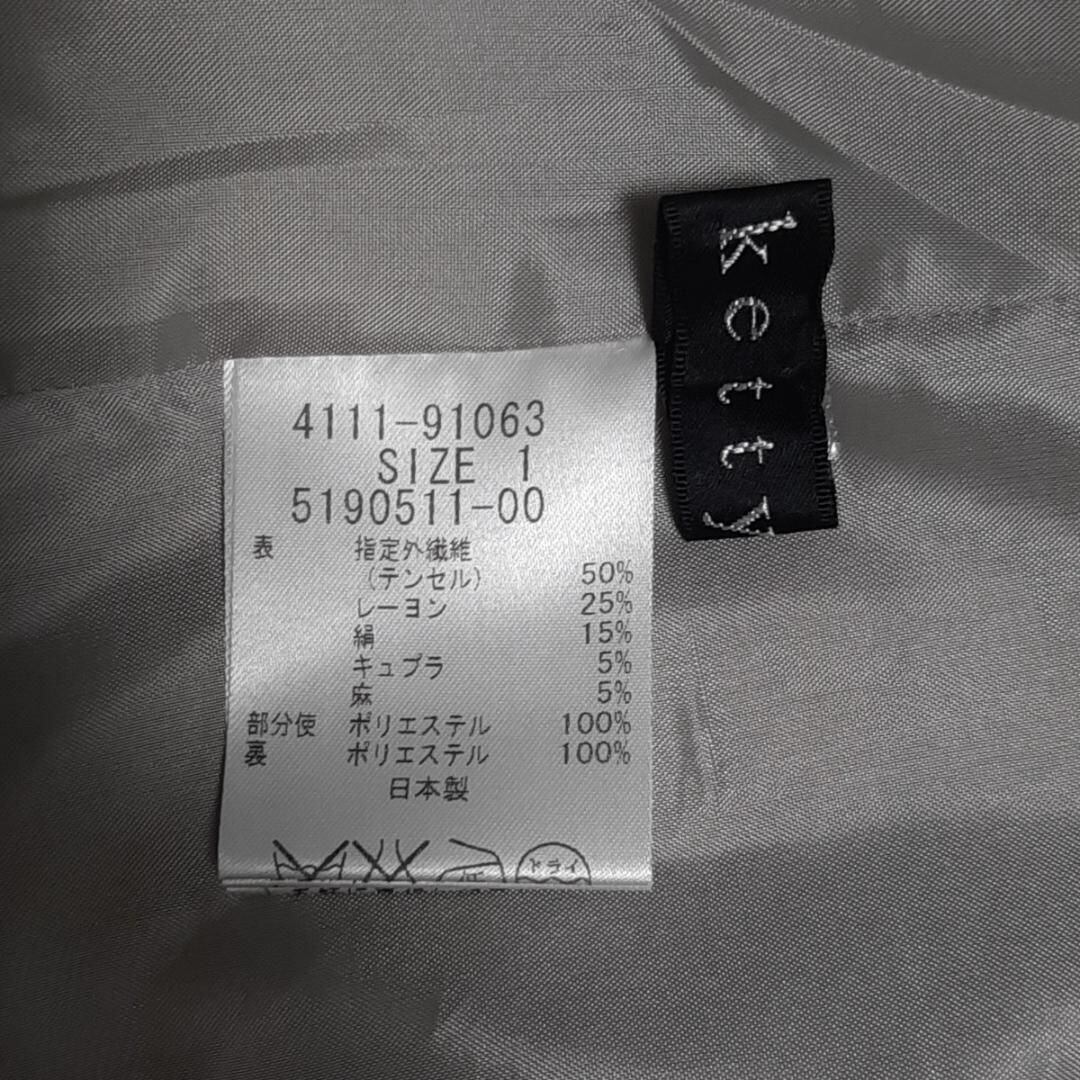 4111-91063
SIZE 1
5190511-00
表 指定外繊維
(テンセル) 50%
レーヨン 25%
絹 15%
キュプラ 5%
麻 5%
部分使 ポリエステル 100%
裏 ポリエステル 100%
日本製
ドライ
ketty